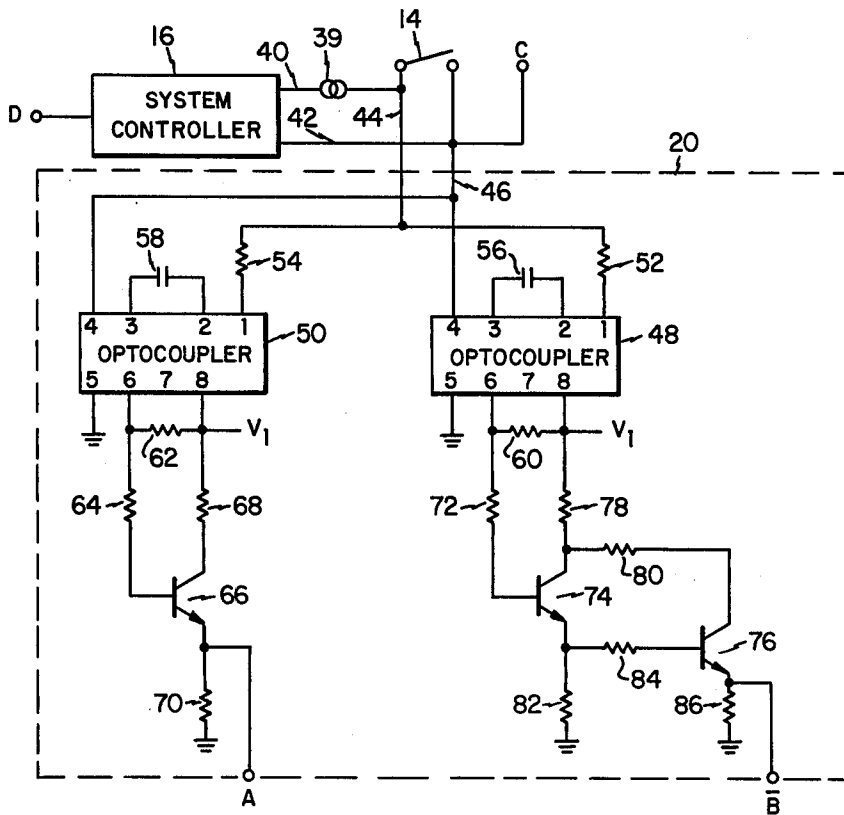 16
39
14
C
40
D
SYSTEM
CONTROLLER
42
44
20
46
58
54
56
52
4 3 2 1
OPTOCOUPLER
5 6 7 8
50
4 3 2 1
OPTOCOUPLER
5 6 7 8
48
V1
62
V1
60
64
68
72
78
80
66
74
76
84
70
82
86
A
B̅